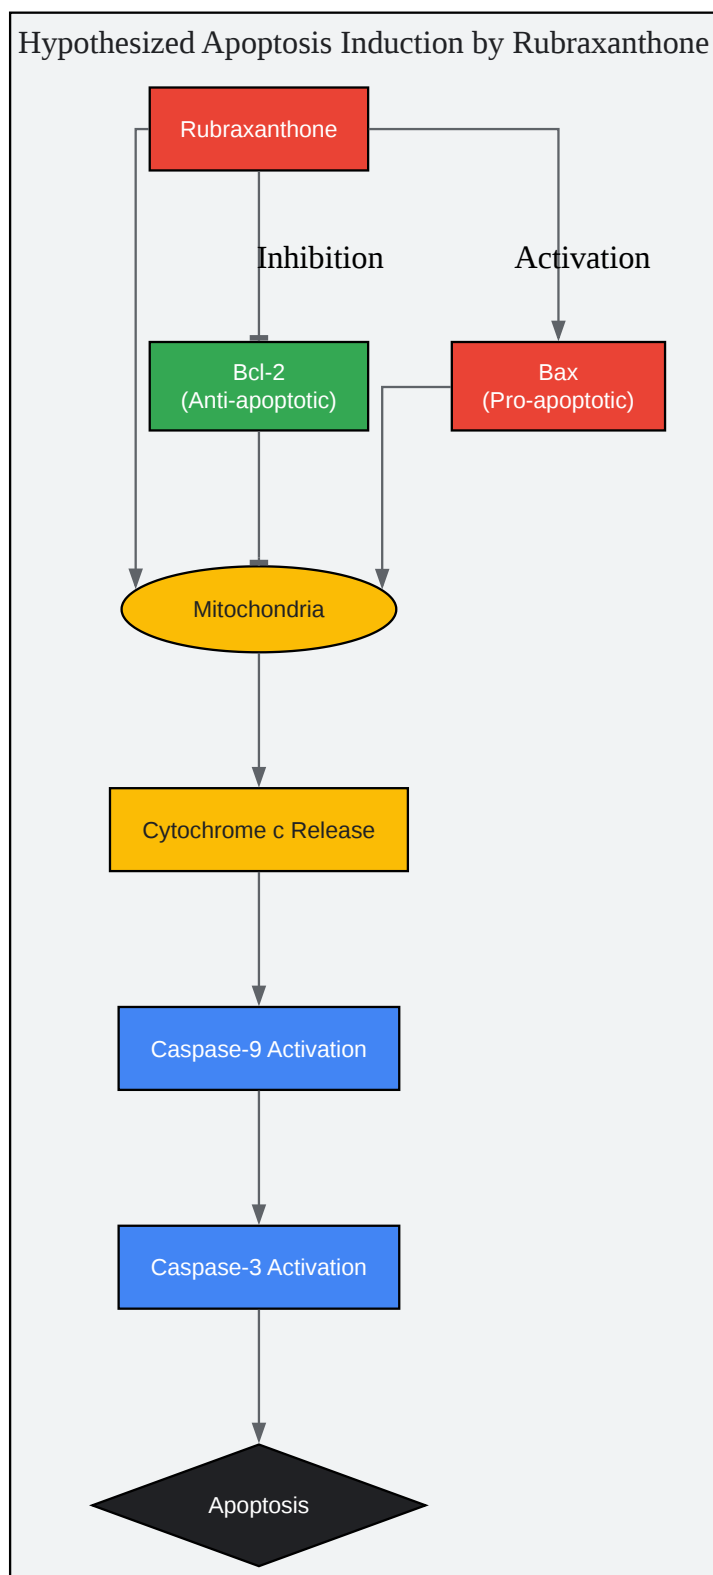 Hypothesized Apoptosis Induction by Rubraxanthone
Rubraxanthone
Inhibition
Activation
Bcl-2
(Anti-apoptotic)
Bax
(Pro-apoptotic)
Mitochondria
Cytochrome c Release
Caspase-9 Activation
Caspase-3 Activation
Apoptosis